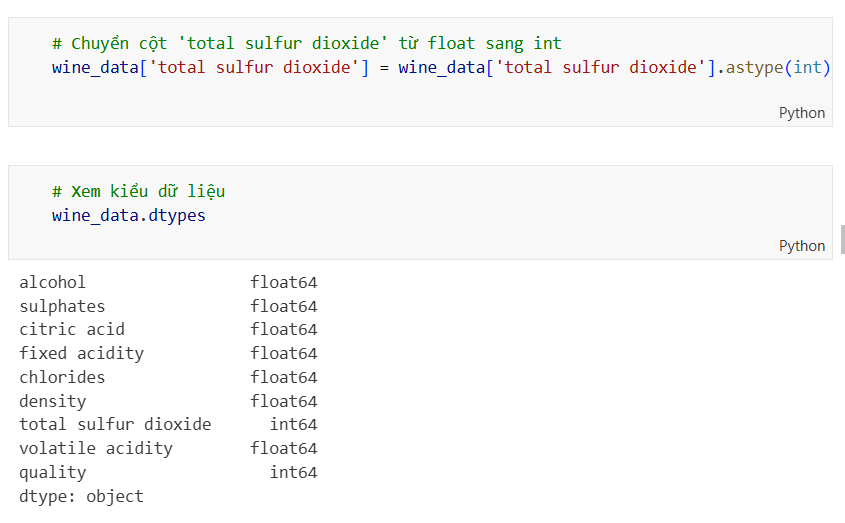 # Chuyển cột 'total sulfur dioxide' từ float sang int
wine_data['total sulfur dioxide'] = wine_data['total sulfur dioxide'].astype(int)
Python
# Xem kiểu dữ liệu
wine_data.dtypes
Python
alcohol float64
sulphates float64
citric acid float64
fixed acidity float64
chlorides float64
density float64
total sulfur dioxide int64
volatile acidity float64
quality int64
dtype: object